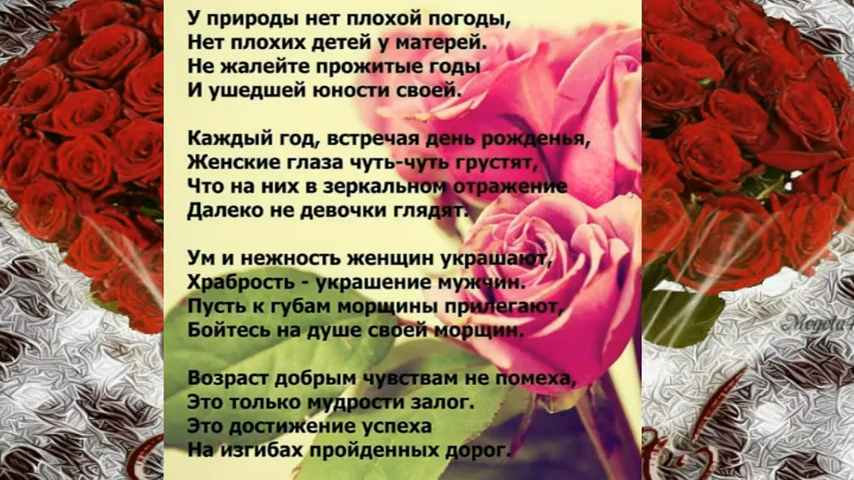 У природы нет плохой погоды,
Нет плохих детей у матерей.
Не жалейте прожитые годы
И ушедшей юности своей.
Каждый год, встречая день рожденья,
Женские глаза чуть-чуть грустят,
Что на них в зеркальном отражение
Далеко не девочки глядят.
Ум и нежность женщин украшают,
Храбрость - украшение мужчин.
Пусть к губам морщины прилегают,
Бойтесь на душе своей морщин.
Возраст добрым чувствам не помеха,
Это только мудрости залог.
Это достижение успеха
На изгибах пройденных дорог.